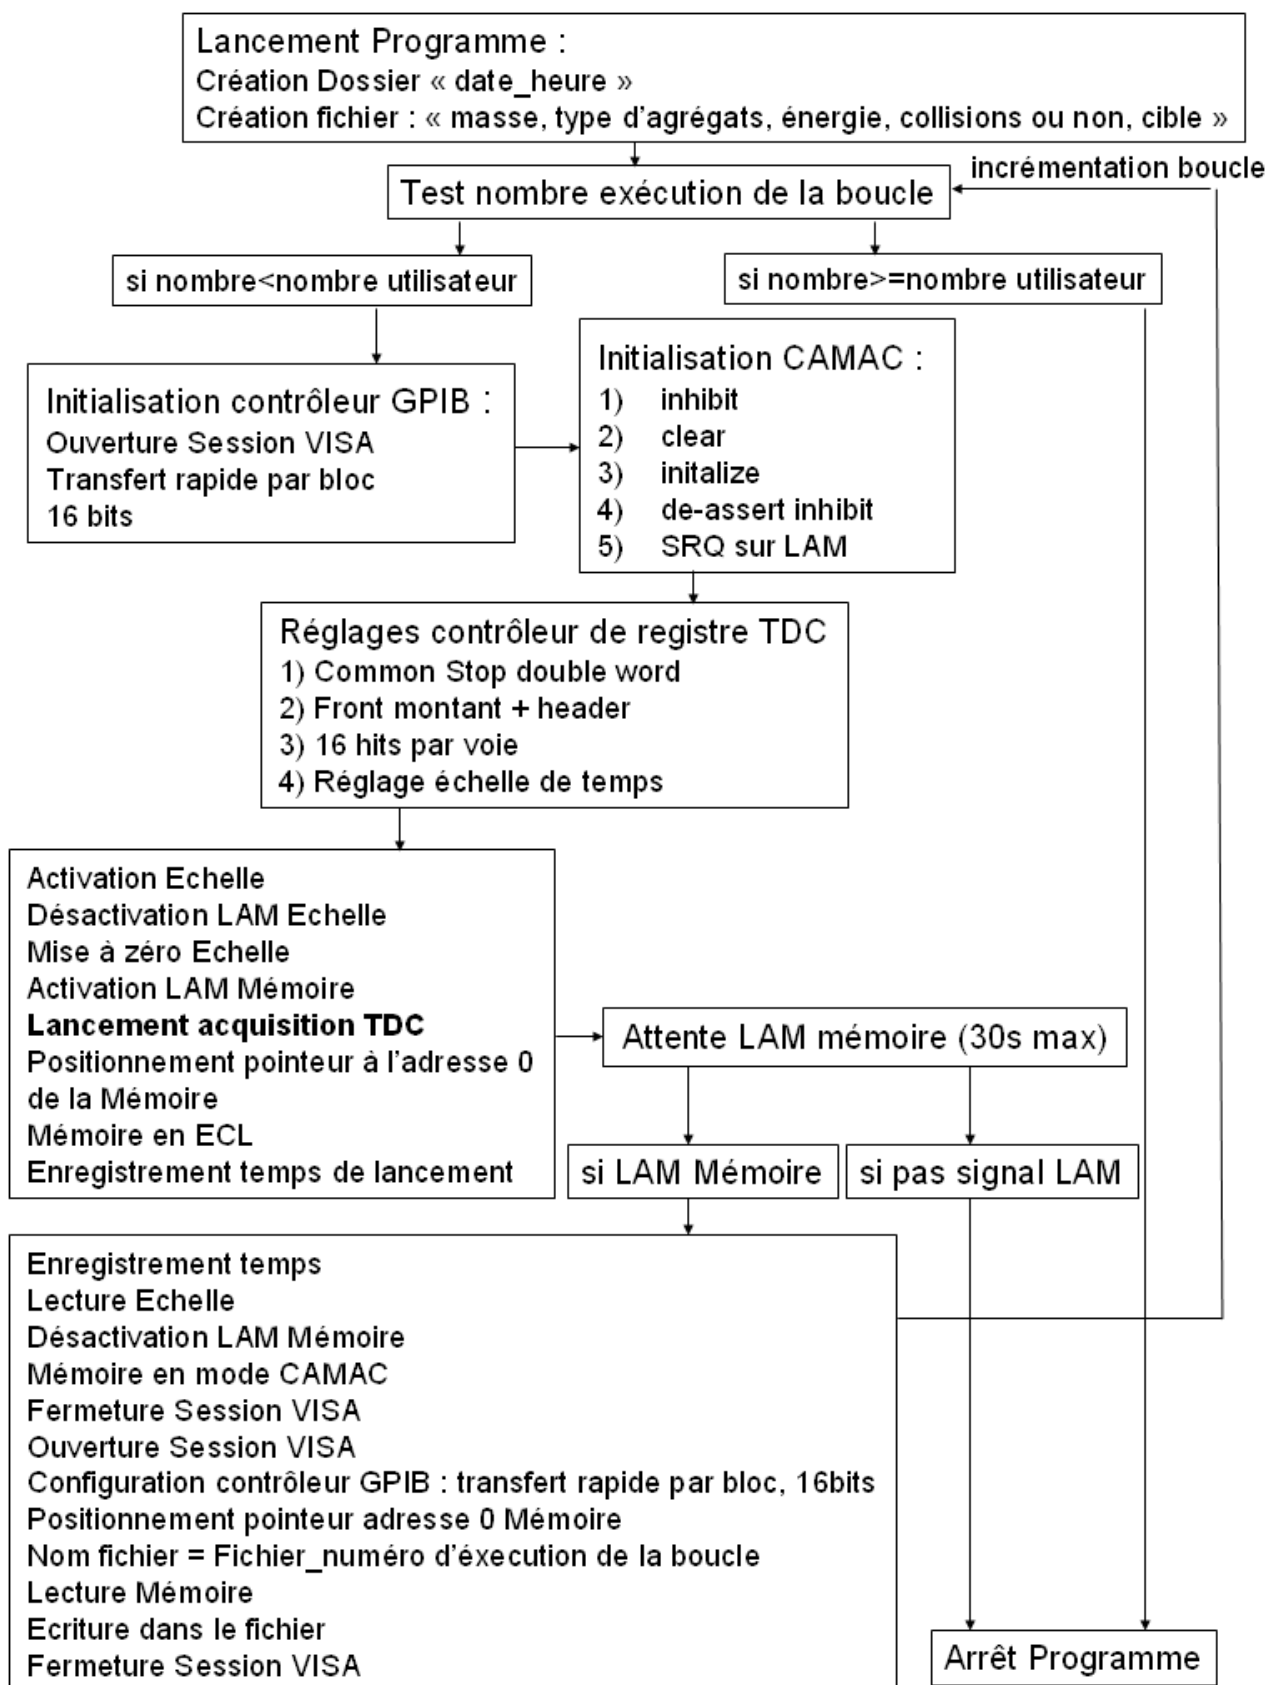 Lancement Programme :
Création Dossier « date_heure »
Création fichier : « masse, type d'agrégats, énergie, collisions ou non, cible »
incrémentation boucle
Test nombre exécution de la boucle
si nombre<nombre utilisateur
si nombre>=nombre utilisateur
Initialisation contrôleur GPIB :
Ouverture Session VISA
Transfert rapide par bloc
16 bits
Initialisation CAMAC :
1) inhibit
2) clear
3) initalize
4) de-assert inhibit
5) SRQ sur LAM
Réglages contrôleur de registre TDC
1) Common Stop double word
2) Front montant + header
3) 16 hits par voie
4) Réglage échelle de temps
Activation Echelle
Désactivation LAM Echelle
Mise à zéro Echelle
Activation LAM Mémoire
Lancement acquisition TDC
Positionnement pointeur à l'adresse 0
de la Mémoire
Mémoire en ECL
Enregistrement temps de lancement
Attente LAM mémoire (30s max)
si LAM Mémoire
si pas signal LAM
Enregistrement temps
Lecture Echelle
Désactivation LAM Mémoire
Mémoire en mode CAMAC
Fermeture Session VISA
Ouverture Session VISA
Configuration contrôleur GPIB : transfert rapide par bloc, 16bits
Positionnement pointeur adresse 0 Mémoire
Nom fichier = Fichier_numéro d'éxecution de la boucle
Lecture Mémoire
Ecriture dans le fichier
Fermeture Session VISA
Arrêt Programme